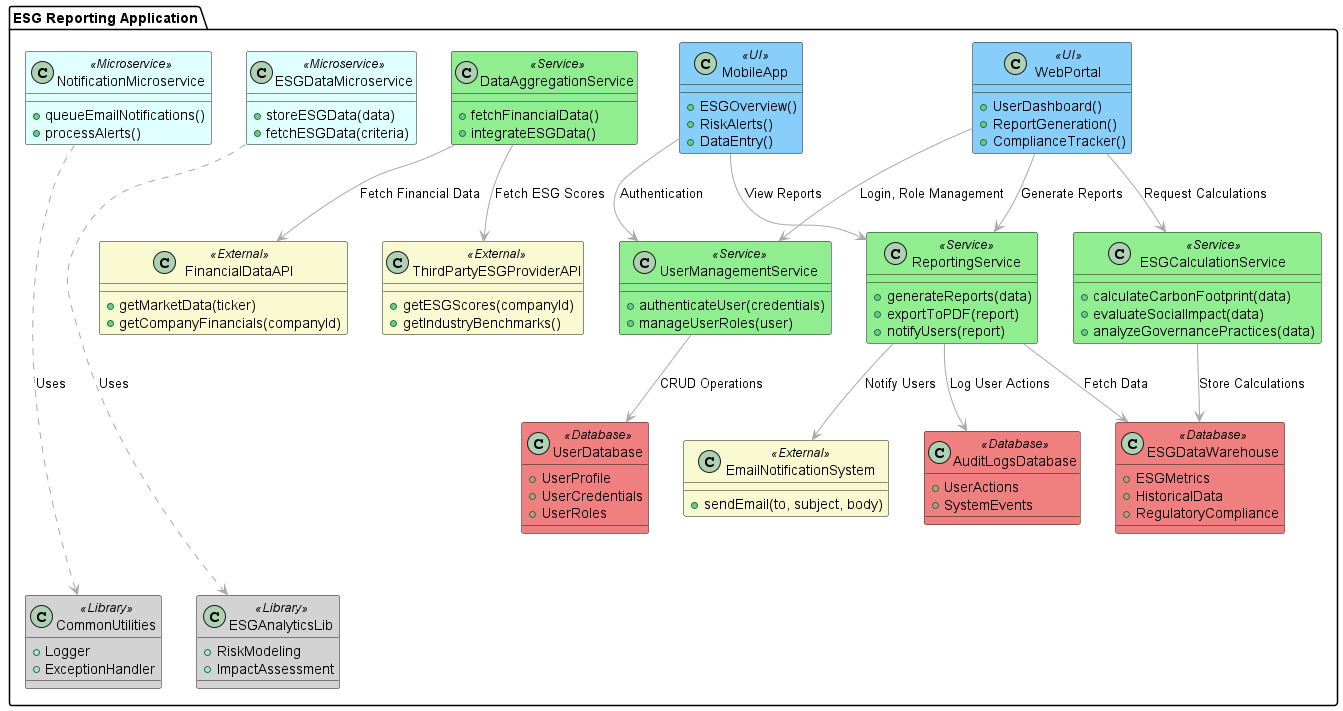 ESG Reporting Application
C
«Microservice»
NotificationMicroservice
queueEmailNotifications()
processAlerts()
C
«Microservice»
ESGDataMicroservice
storeESGData(data)
fetchESGData(criteria)
C
«Service»
DataAggregationService
fetchFinancialData()
integrateESGData()
C
«UI»
MobileApp
ESGOverview()
RiskAlerts()
DataEntry()
C
«UI»
WebPortal
UserDashboard()
ReportGeneration()
ComplianceTracker()
Fetch Financial Data
Fetch ESG Scores
Authentication
View Reports
Login, Role Management
Generate Reports
Request Calculations
C
«External»
FinancialDataAPI
getMarketData(ticker)
getCompanyFinancials(companyId)
C
«External»
ThirdPartyESGProviderAPI
getESGScores(companyId)
getIndustryBenchmarks()
C
«Service»
UserManagementService
authenticateUser(credentials)
manageUserRoles(user)
C
«Service»
ReportingService
generateReports(data)
exportToPDF(report)
notifyUsers(report)
C
«Service»
ESGCalculationService
calculateCarbonFootprint(data)
evaluateSocialImpact(data)
analyzeGovernancePractices(data)
Uses
Uses
CRUD Operations
Notify Users
Log User Actions
Fetch Data
Store Calculations
C
«Database»
UserDatabase
UserProfile
UserCredentials
UserRoles
C
«External»
EmailNotificationSystem
sendEmail(to, subject, body)
C
«Database»
AuditLogsDatabase
UserActions
SystemEvents
C
«Database»
ESGDataWarehouse
ESGMetrics
HistoricalData
RegulatoryCompliance
C
«Library»
CommonUtilities
Logger
ExceptionHandler
C
«Library»
ESGAnalyticsLib
RiskModeling
ImpactAssessment